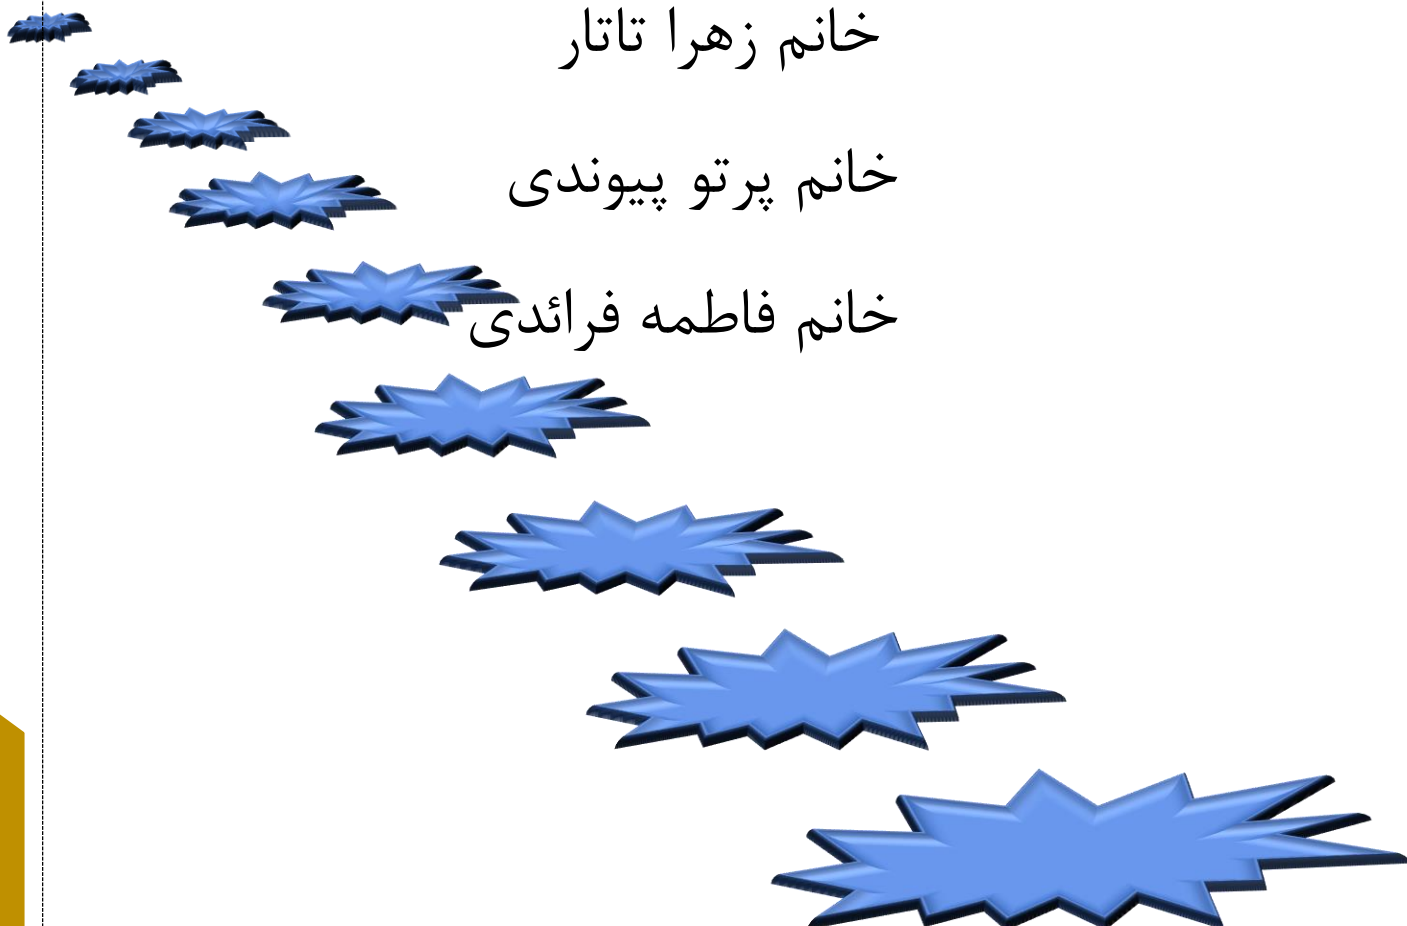 خانم زهرا تاتار
خانم پرتو پیوندی
خانم فاطمه فرائدی